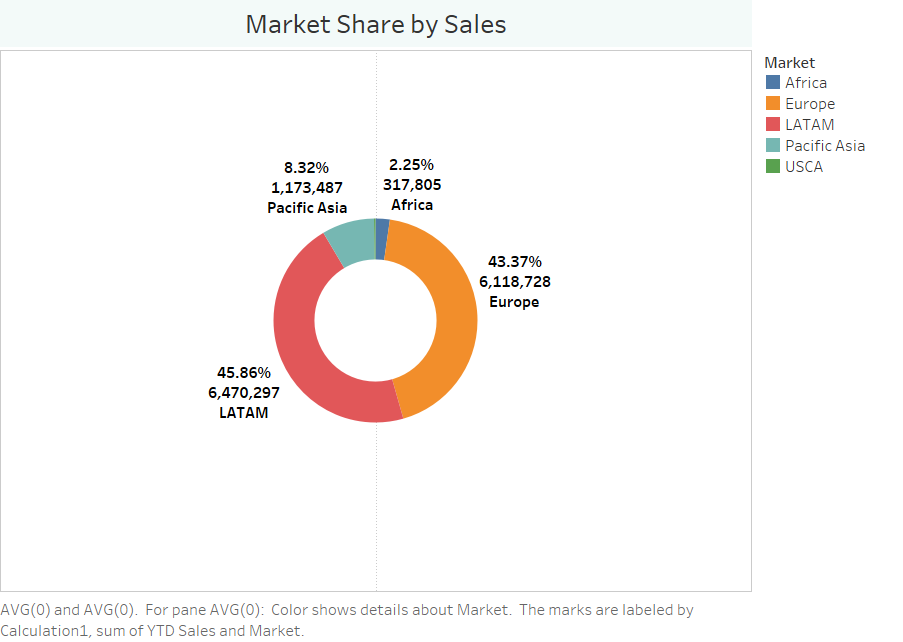 Market Share by Sales
Market
Africa
Europe
LATAM
Pacific Asia
USCA
8.32%
1,173,487
Pacific Asia
2.25%
317,805
Africa
43.37%
6,118,728
Europe
45.86%
6,470,297
LATAM
AVG(0) and AVG(0).  For pane AVG(0):  Color shows details about Market.  The marks are labeled by
Calculation1, sum of YTD Sales and Market.